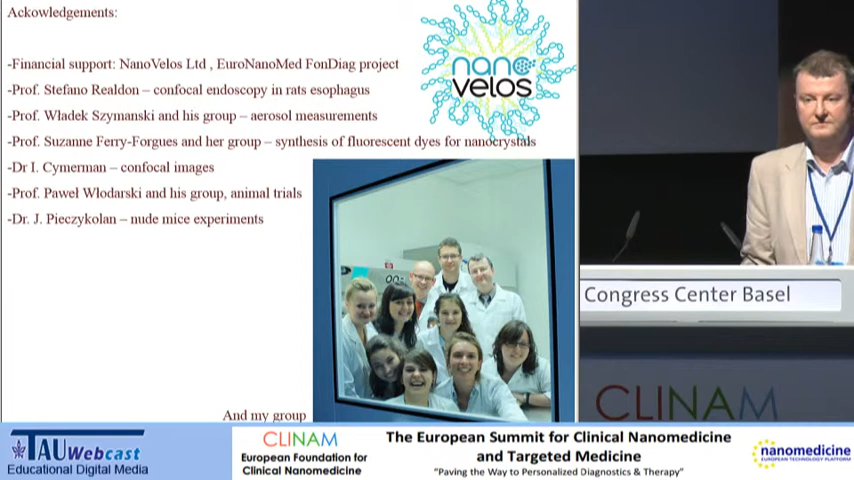 Ackowledgements:
-Financial support: NanoVelos Ltd , EuroNanoMed FonDiag project
-Prof. Stefano Realdon – confocal endoscopy in rats esophagus
-Prof. Władek Szymanski and his group – aerosol measurements
-Prof. Suzanne Ferry-Forgues and her group – synthesis of fluorescent dyes for nanocrystals
-Dr I. Cymerman – confocal images
-Prof. Paweł Włodarski and his group, animal trials
-Dr. J. Pieczykolan – nude mice experiments
And my group
nano
velos
Congress Center Basel
CLINAM
TAU Webcast
Educational Digital Media
CLINAM
European Foundation for
Clinical Nanomedicine
The European Summit for Clinical Nanomedicine
and Targeted Medicine
"Paving the Way to Personalized Diagnostics & Therapy"
nanomedicine
EUROPEAN TECHNOLOGY PLATFORM